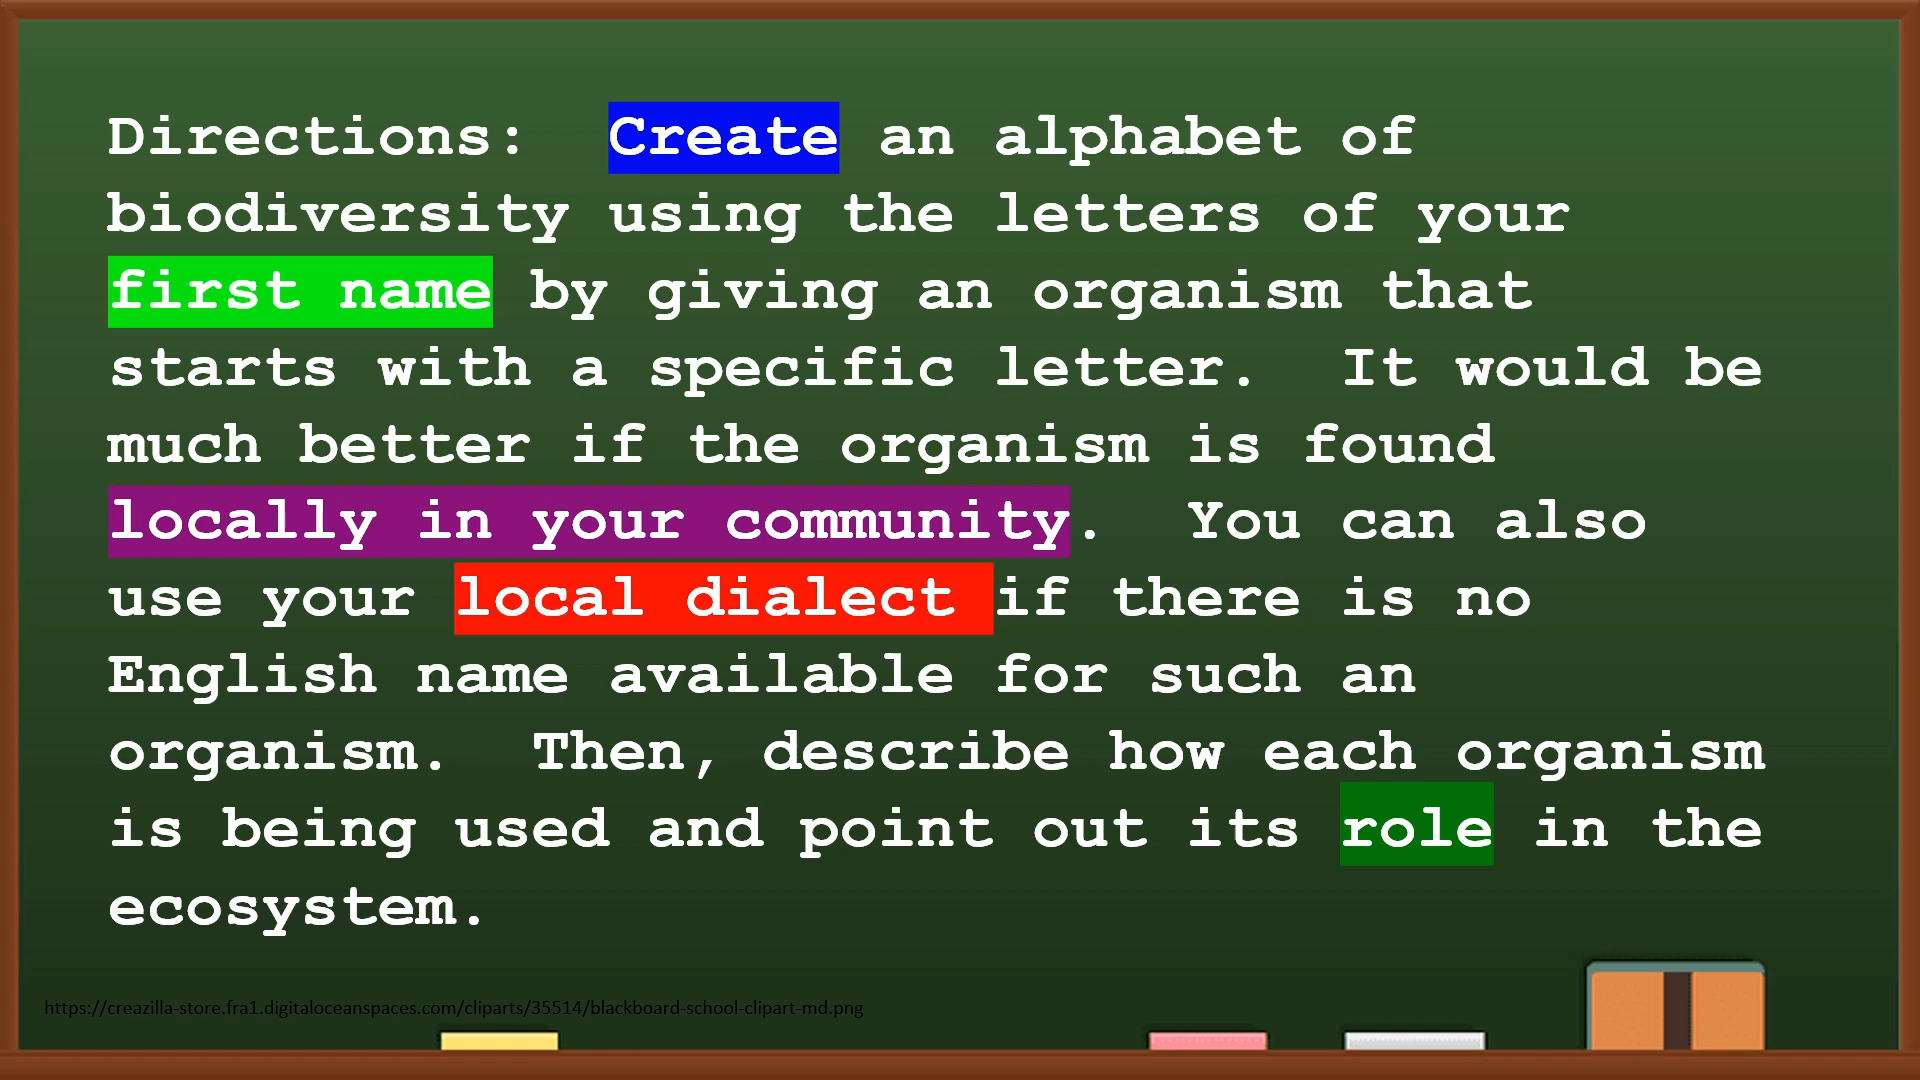 Directions:  Create an alphabet of
biodiversity using the letters of your
first name by giving an organism that
starts with a specific letter.  It would be
much better if the organism is found
locally in your community.  You can also
use your local dialect if there is no
English name available for such an
organism.  Then, describe how each organism
is being used and point out its role in the
ecosystem.
https://creazilla-store.fra1.digitaloceanspaces.com/cliparts/35514/blackboard-school-clipart-md.png